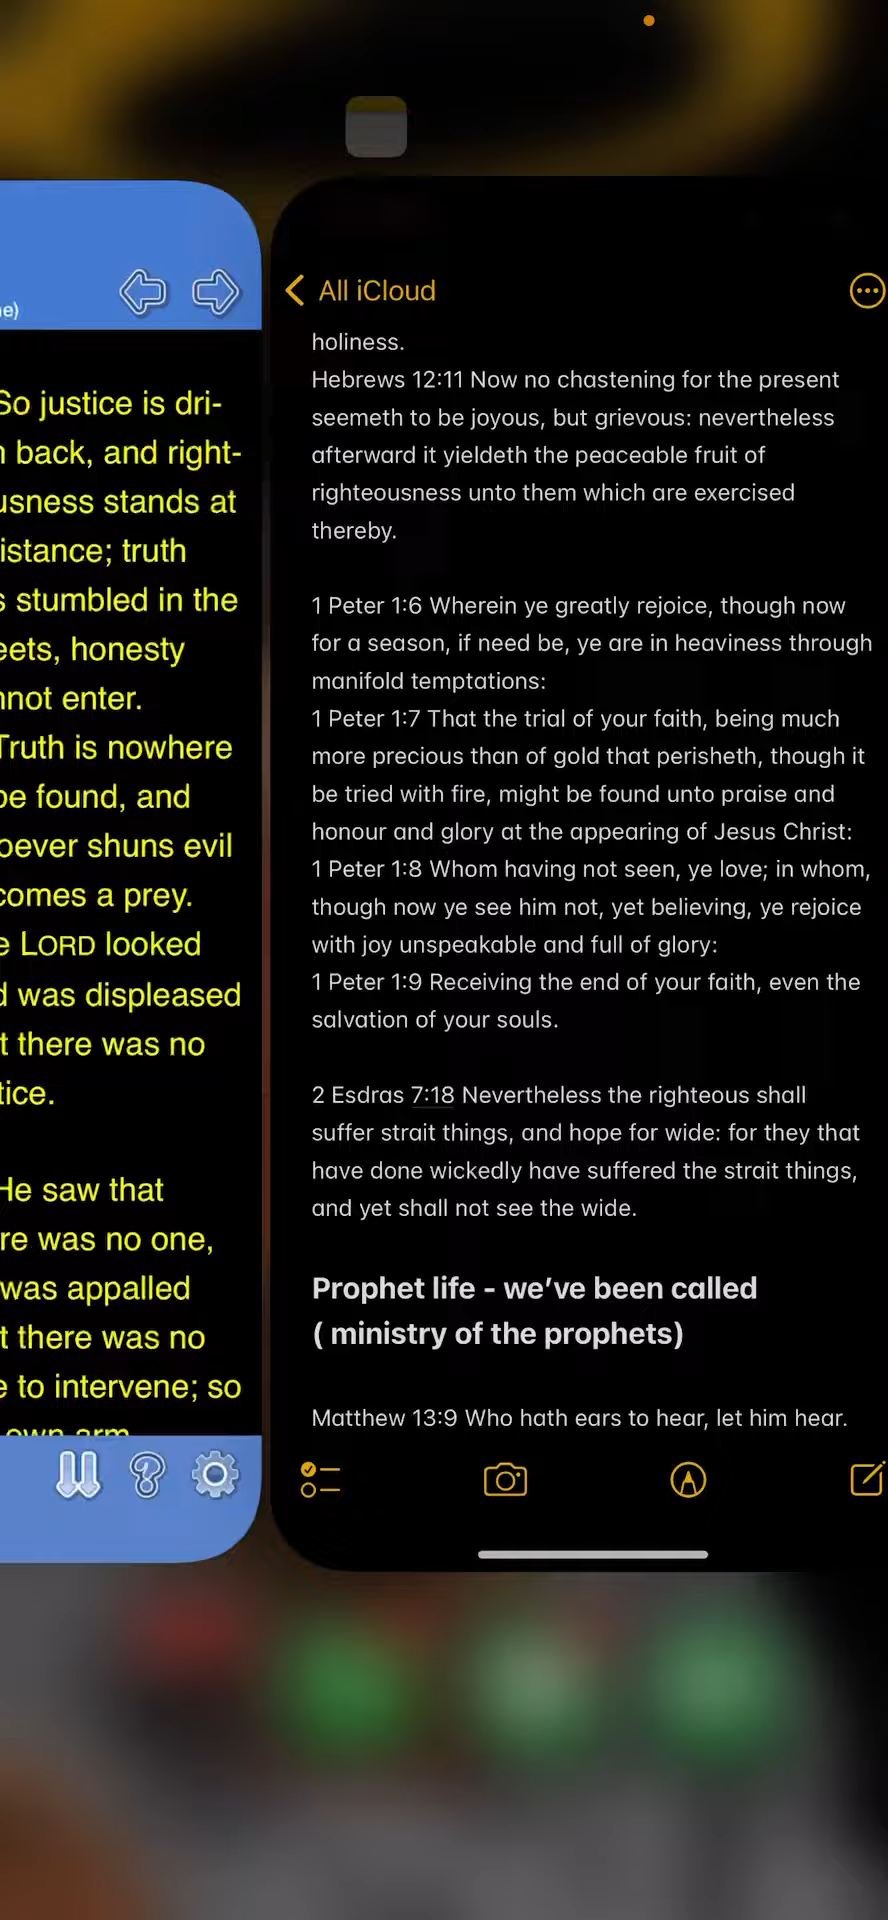 e)
So justice is dri-
back, and right-
usness stands at
istance; truth
s stumbled in the
eets, honesty
nnot enter.
Truth is nowhere
be found, and
oever shuns evil
comes a prey.
e LORD looked
d was displeased
t there was no
tice.
He saw that
re was no one,
was appalled
t there was no
e to intervene; so
own arm
All iCloud
holiness.
Hebrews 12:11 Now no chastening for the present
seemeth to be joyous, but grievous: nevertheless
afterward it yieldeth the peaceable fruit of
righteousness unto them which are exercised
thereby.
1 Peter 1:6 Wherein ye greatly rejoice, though now
for a season, if need be, ye are in heaviness through
manifold temptations:
1 Peter 1:7 That the trial of your faith, being much
more precious than of gold that perisheth, though it
be tried with fire, might be found unto praise and
honour and glory at the appearing of Jesus Christ:
1 Peter 1:8 Whom having not seen, ye love; in whom,
though now ye see him not, yet believing, ye rejoice
with joy unspeakable and full of glory:
1 Peter 1:9 Receiving the end of your faith, even the
salvation of your souls.
2 Esdras 7:18 Nevertheless the righteous shall
suffer strait things, and hope for wide: for they that
have done wickedly have suffered the strait things,
and yet shall not see the wide.
Prophet life - we’ve been called
( ministry of the prophets)
Matthew 13:9 Who hath ears to hear, let him hear.